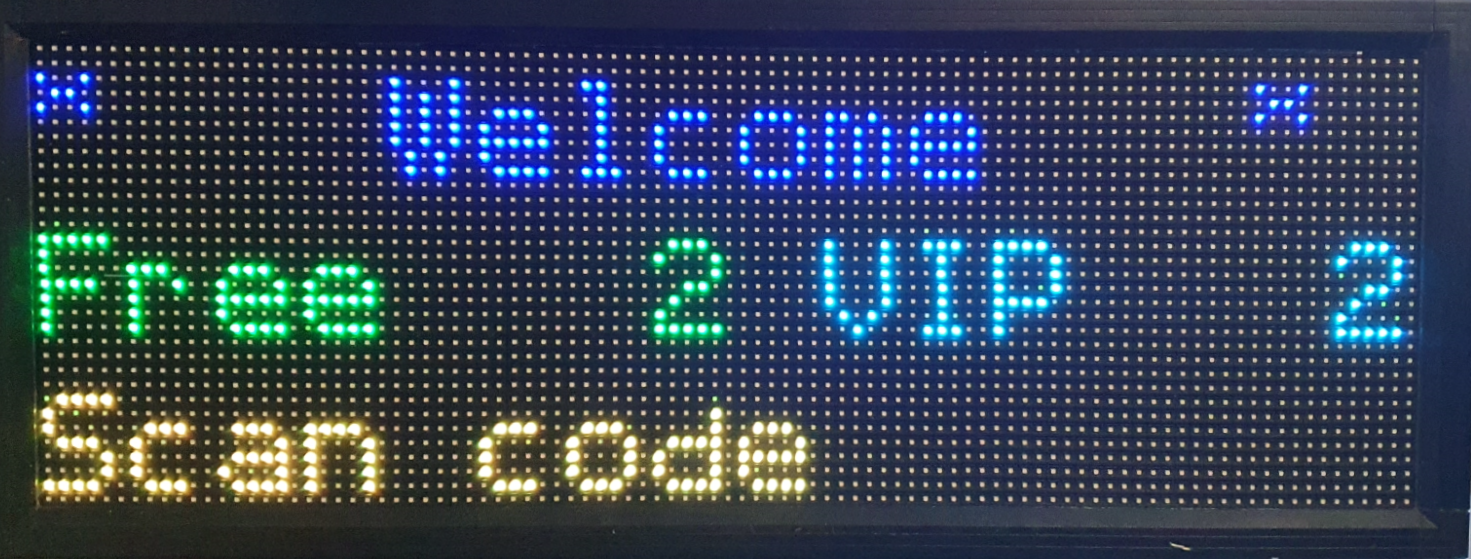 " Welcome "
Free 2 VIP 2
Scan code